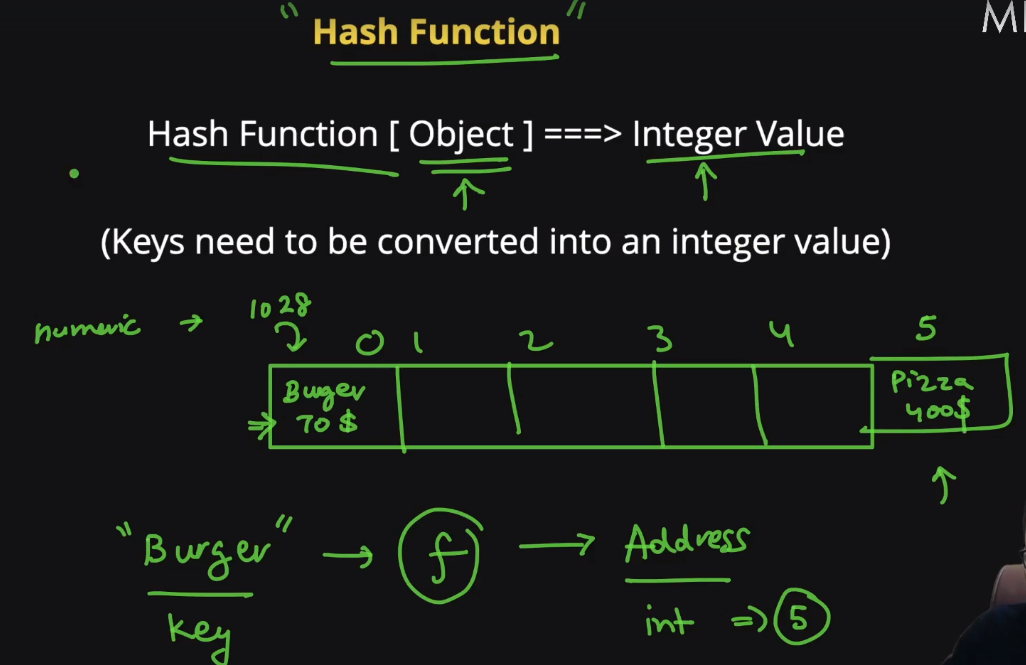 "Hash Function"
M
Hash Function [ Object ] ===> Integer Value
(Keys need to be converted into an integer value)
1028
numeric →
0 1 2 3 4 5
Buger
70 $
Pizza
400$
"Burger" → f → Address
key
int => 5